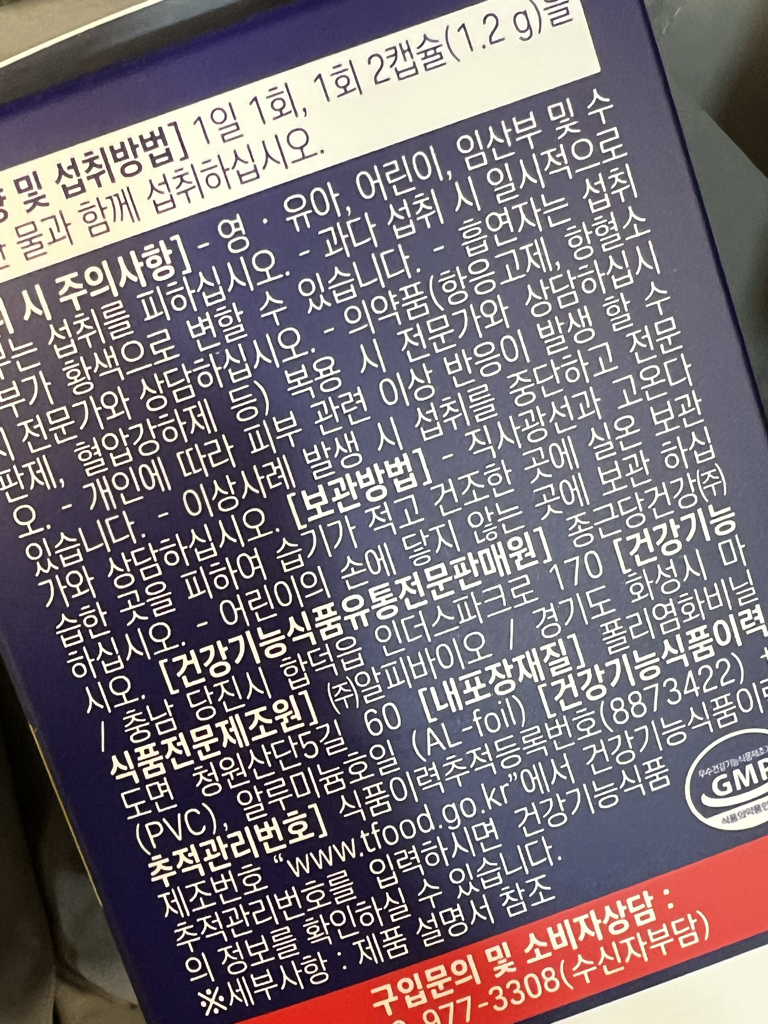 및 섭취방법] 1일 1회, 1회 2캡슐(1.2 g)을
물과 함께 섭취하십시오.
시 주의사항] - 영 · 유아, 어린이, 임산부 및 수
는 섭취를 피하십시오. - 과다 섭취 시 일시적으로
부가 황색으로 변할 수 있습니다. - 흡연자는 섭취
전문가와 상담하십시오. - 의약품(항응고제, 항혈소
판제, 혈압강하제 등) 복용 시 전문가와 상담하십시
오. - 개인에 따라 피부 관련 이상 반응이 발생 할 수
있습니다. - 이상사례 발생 시 섭취를 중단하고 전문
가와 상담하십시오. [보관방법] - 직사광선과 고온다
습한 곳을 피하여 습기가 적고 건조한 곳에 실온 보관
하십시오. - 어린이의 손에 닿지 않는 곳에 보관 하십
시오. [건강기능식품유통전문판매원] 종근당건강㈜
/ 충남 당진시 합덕읍 인더스파크로 170 [건강기능
식품전문제조원] ㈜알피바이오 / 경기도 화성시 마
도면 청원산단5길 60 [내포장재질] 폴리염화비닐
(PVC), 알루미늄호일 (AL-foil) [건강기능식품이력
추적관리번호] 식품이력추적등록번호(8873422) +
제조번호 “www.tfood.go.kr”에서 건강기능식품이력
추적관리번호를 입력하시면 건강기능식품
의 정보를 확인하실 수 있습니다.
※세부사항 : 제품 설명서 참조
GMP
구입문의 및 소비자상담 :
977-3308(수신자부담)